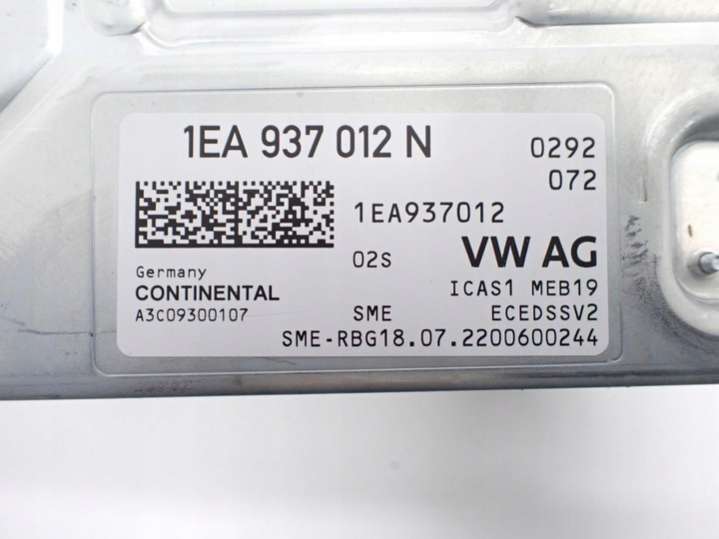 1EA 937 012 N
0292
072
1EA937012
02S
VW AG
Germany
CONTINENTAL
A3C09300107
ICAS1 MEB19
SME
ECEDSSV2
SME-RBG18.07.2200600244